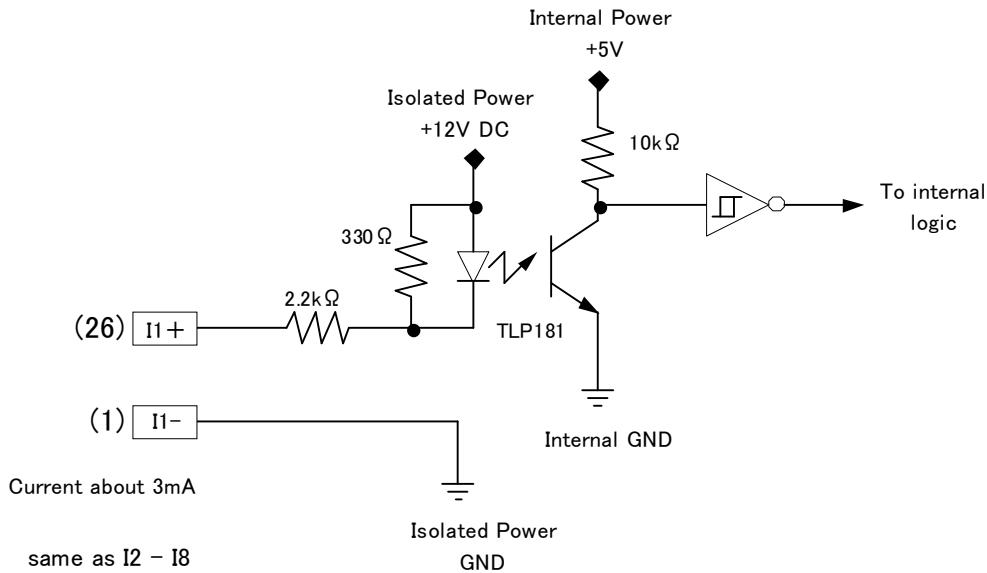 Internal Power
+5V
Isolated Power
+12V DC
10kΩ
To internal
logic
330Ω
2.2kΩ
(26) I1+
TLP181
(1) I1-
Internal GND
Current about 3mA
Isolated Power
GND
same as I2 - I8